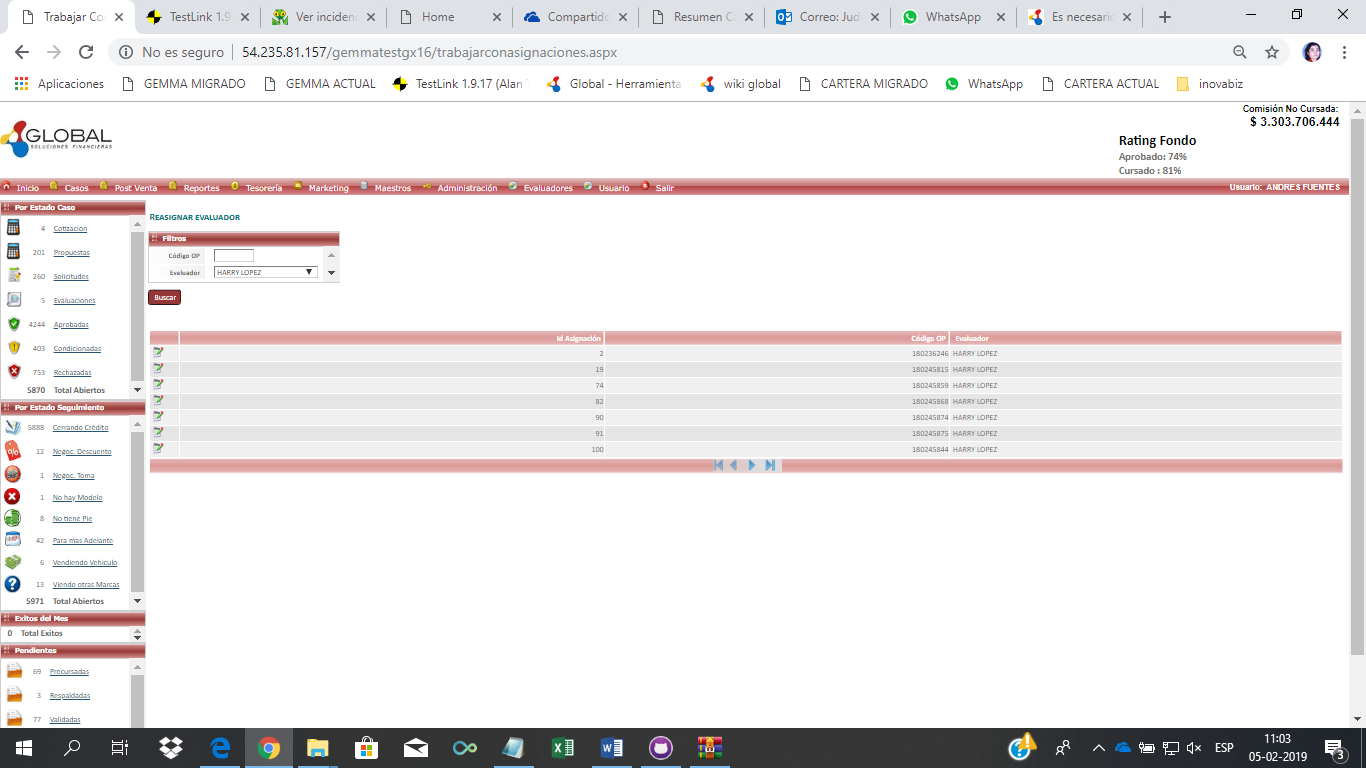 Trabajar Co
TestLink 1.9
Ver inciden
Home
Compartido
Resumen C
Correo: Jud
WhatsApp
Es necesario
No es seguro | 54.235.81.157/gemmatestgx16/trabajarconasignaciones.aspx
Aplicaciones
GEMMA MIGRADO
GEMMA ACTUAL
TestLink 1.9.17 (Alan
Global - Herramienta
wiki global
CARTERA MIGRADO
WhatsApp
CARTERA ACTUAL
inovabiz
Comisión No Cursada:
$ 3.303.706.444
GLOBAL
SOLUCIONES FINANCIERAS
Rating Fondo
Aprobado: 74%
Cursado : 81%
Inicio Casos Post Venta Reportes Tesorería Marketing Maestros Administración Evaluadores Usuario Salir
Usuario: ANDRES FUENTES
Por Estado Caso
4 Cotizacion
201 Propuestas
260 Solicitudes
5 Evaluaciones
4244 Aprobadas
403 Condicionadas
753 Rechazadas
5870 Total Abiertos
Por Estado Seguimiento
5888 Cerrando Crédito
12 Negoc. Descuento
1 Negoc. Toma
1 No hay Modelo
8 No tiene Pie
42 Para mas Adelante
6 Vendiendo Vehículo
13 Viendo otras Marcas
5971 Total Abiertos
Exitos del Mes
0 Total Exitos
Pendientes
69 Precursadas
3 Respaldadas
77 Validadas
REASIGNAR EVALUADOR
Filtros
Código OP
Evaluador HARRY LOPEZ
Buscar
Id Asignación Código OP Evaluador
2 180236246 HARRY LOPEZ
19 180245815 HARRY LOPEZ
74 180245859 HARRY LOPEZ
82 180245868 HARRY LOPEZ
90 180245874 HARRY LOPEZ
91 180245875 HARRY LOPEZ
100 180245844 HARRY LOPEZ
ESP
11:03
05-02-2019
3